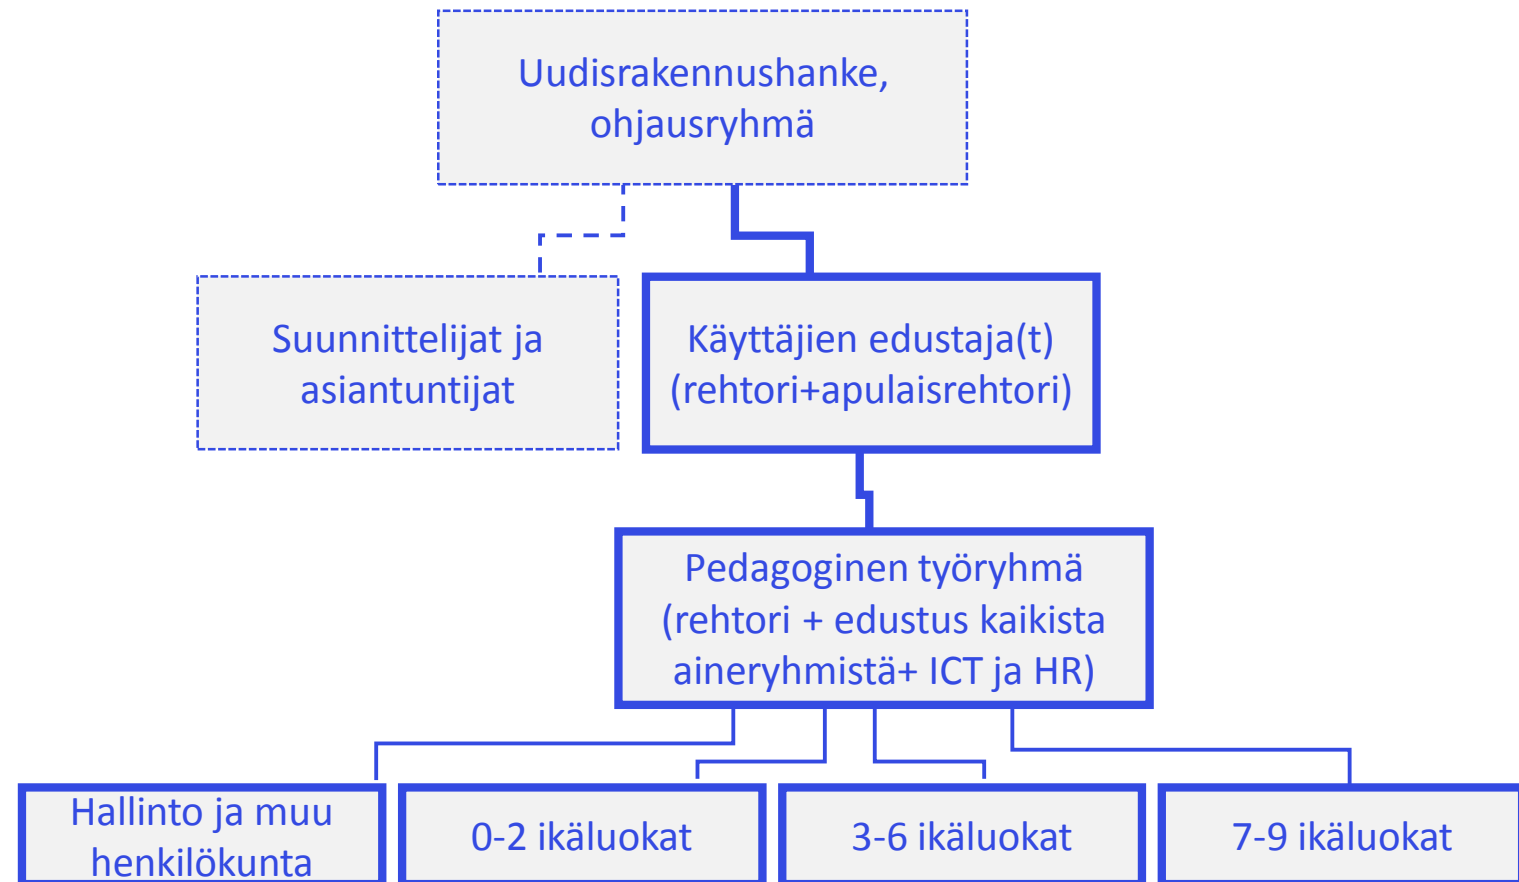 Uudisrakennushanke,
ohjausryhmä
Suunnittelijat ja
asiantuntijat
Käyttäjien edustaja(t)
(rehtori+apulaisrehtori)
Pedagoginen työryhmä
(rehtori + edustus kaikista
aineryhmistä+ ICT ja HR)
Hallinto ja muu
henkilökunta
0-2 ikäluokat
3-6 ikäluokat
7-9 ikäluokat